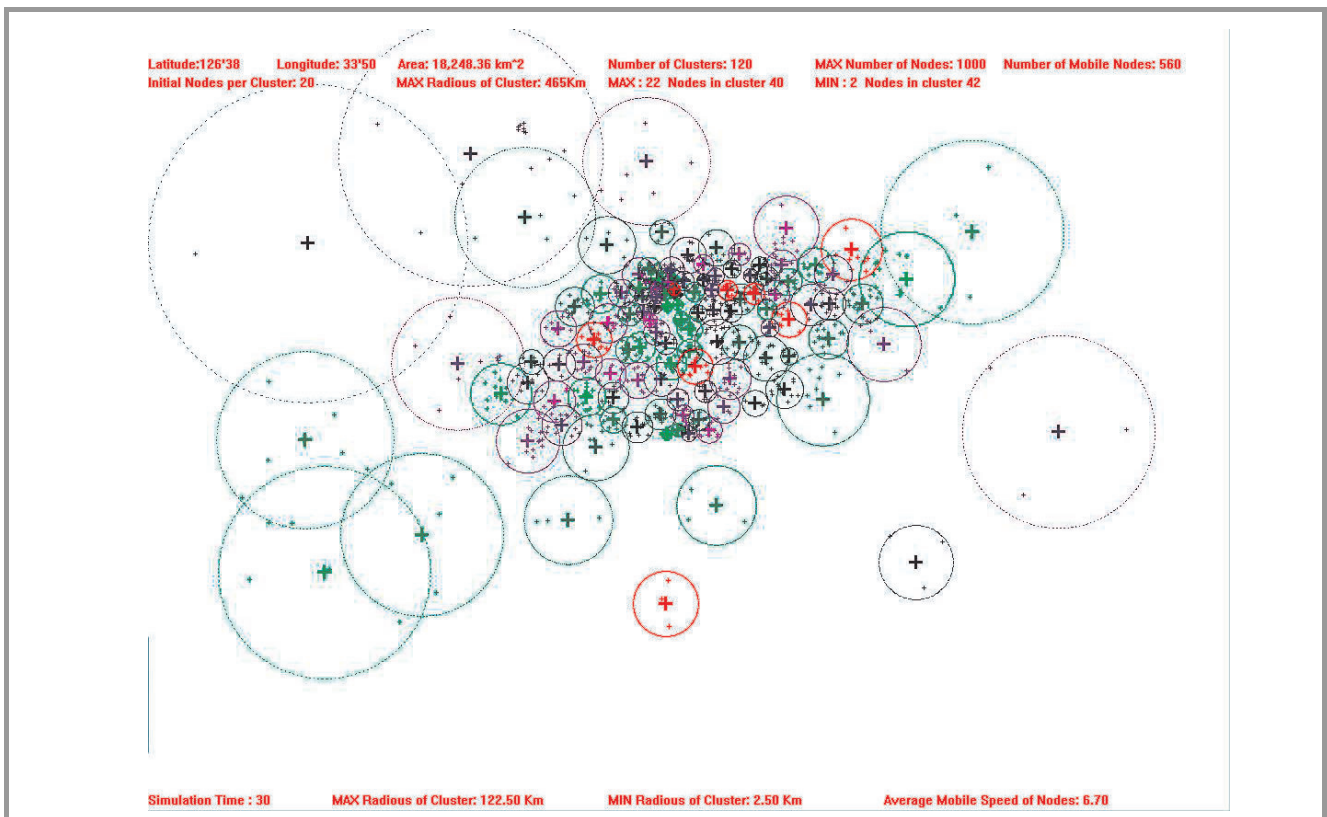 Latitude:126'38 Longitude: 33'50 Area: 18,248.36 km^2 Number of Clusters: 120 MAX Number of Nodes: 1000 Number of Mobile Nodes: 560
Initial Nodes per Cluster: 20 MAX Radious of Cluster: 465Km MAX : 22 Nodes in cluster 40 MIN : 2 Nodes in cluster 42
Simulation Time : 30 MAX Radious of Cluster: 122.50 Km MIN Radious of Cluster: 2.50 Km Average Mobile Speed of Nodes: 6.70